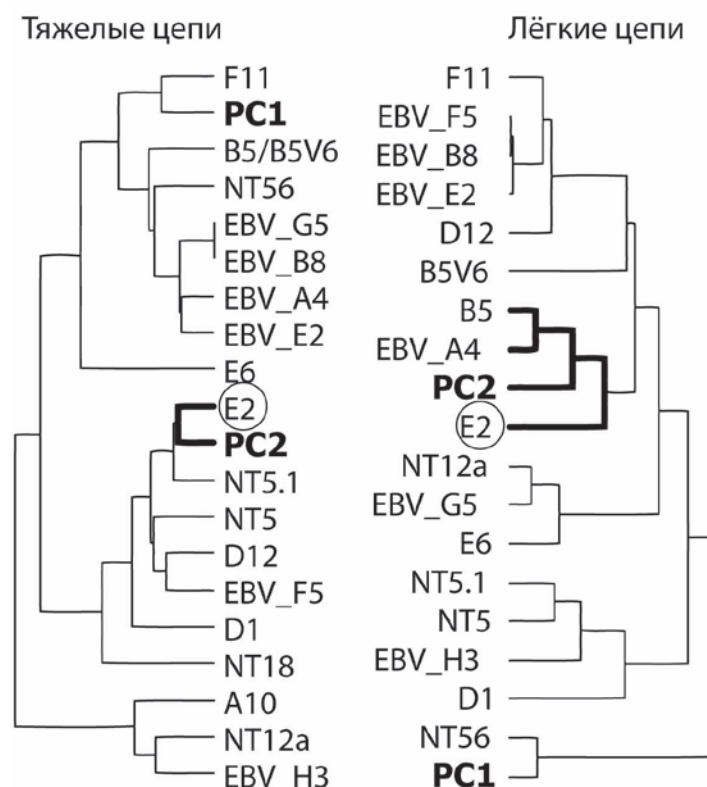 Тяжелые цепи
F11
PC1
B5/B5V6
NT56
EBV_G5
EBV_B8
EBV_A4
EBV_E2
E6
E2
PC2
NT5.1
NT5
D12
EBV_F5
D1
NT18
A10
NT12a
EBV_H3
Лёгкие цепи
F11
EBV_F5
EBV_B8
EBV_E2
D12
B5V6
B5
EBV_A4
PC2
E2
NT12a
EBV_G5
E6
NT5.1
NT5
EBV_H3
D1
NT56
PC1